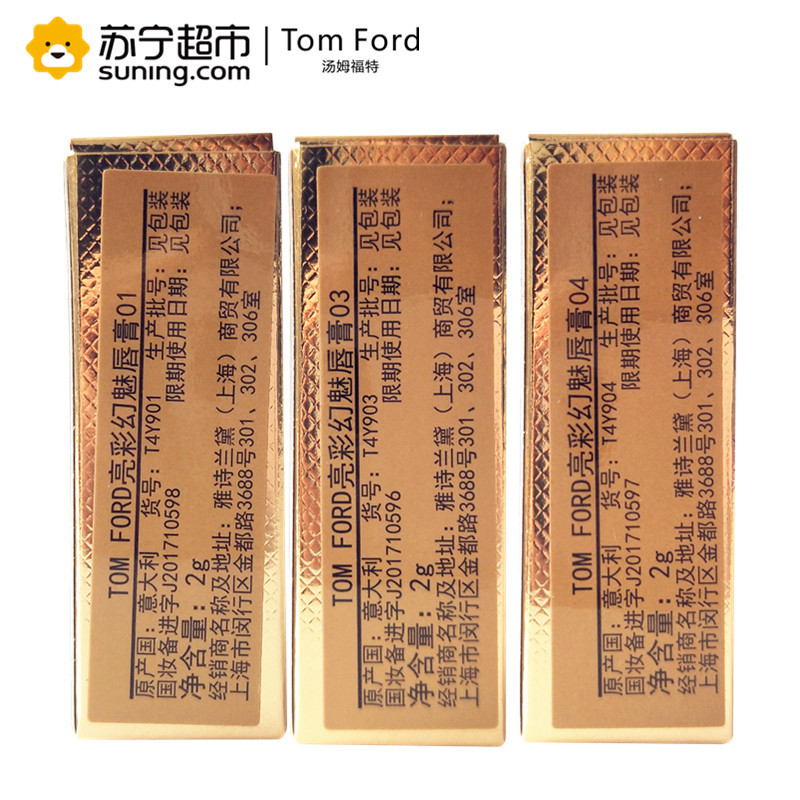 苏宁超市
suning.com
Tom Ford
汤姆福特
TOM FORD亮彩幻魅唇膏01
原产国：意大利 货号：T4Y901 生产批号：见包装
国妆备进字J201710598 限期使用日期：见包装
净含量：2g
经销商名称及地址：雅诗兰黛（上海）商贸有限公司；
上海市闵行区金都路3688号301、302、306室
TOM FORD亮彩幻魅唇膏03
原产国：意大利 货号：T4Y903 生产批号：见包装
国妆备进字J201710596 限期使用日期：见包装
净含量：2g
经销商名称及地址：雅诗兰黛（上海）商贸有限公司；
上海市闵行区金都路3688号301、302、306室
TOM FORD亮彩幻魅唇膏04
原产国：意大利 货号：T4Y904 生产批号：见包装
国妆备进字J201710597 限期使用日期：见包装
净含量：2g
经销商名称及地址：雅诗兰黛（上海）商贸有限公司；
上海市闵行区金都路3688号301、302、306室